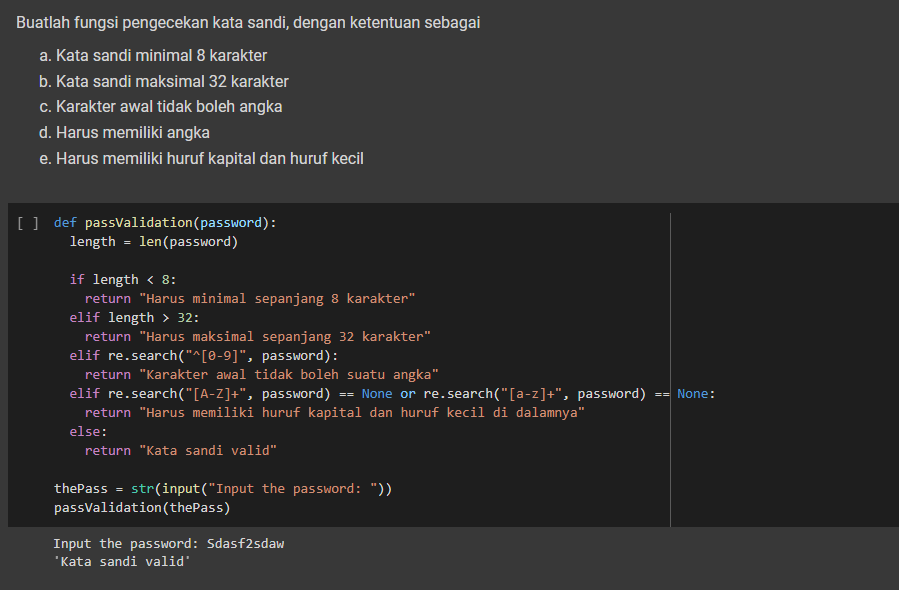 Buatlah fungsi pengecekan kata sandi, dengan ketentuan sebagai
a. Kata sandi minimal 8 karakter
b. Kata sandi maksimal 32 karakter
c. Karakter awal tidak boleh angka
d. Harus memiliki angka
e. Harus memiliki huruf kapital dan huruf kecil
[ ] def passValidation(password):
length = len(password)
if length < 8:
return "Harus minimal sepanjang 8 karakter"
elif length > 32:
return "Harus maksimal sepanjang 32 karakter"
elif re.search("^[0-9]", password):
return "Karakter awal tidak boleh suatu angka"
elif re.search("[A-Z]+", password) == None or re.search("[a-z]+", password) == None:
return "Harus memiliki huruf kapital dan huruf kecil di dalamnya"
else:
return "Kata sandi valid"
thePass = str(input("Input the password: "))
passValidation(thePass)
Input the password: Sdasf2sdaw
'Kata sandi valid'